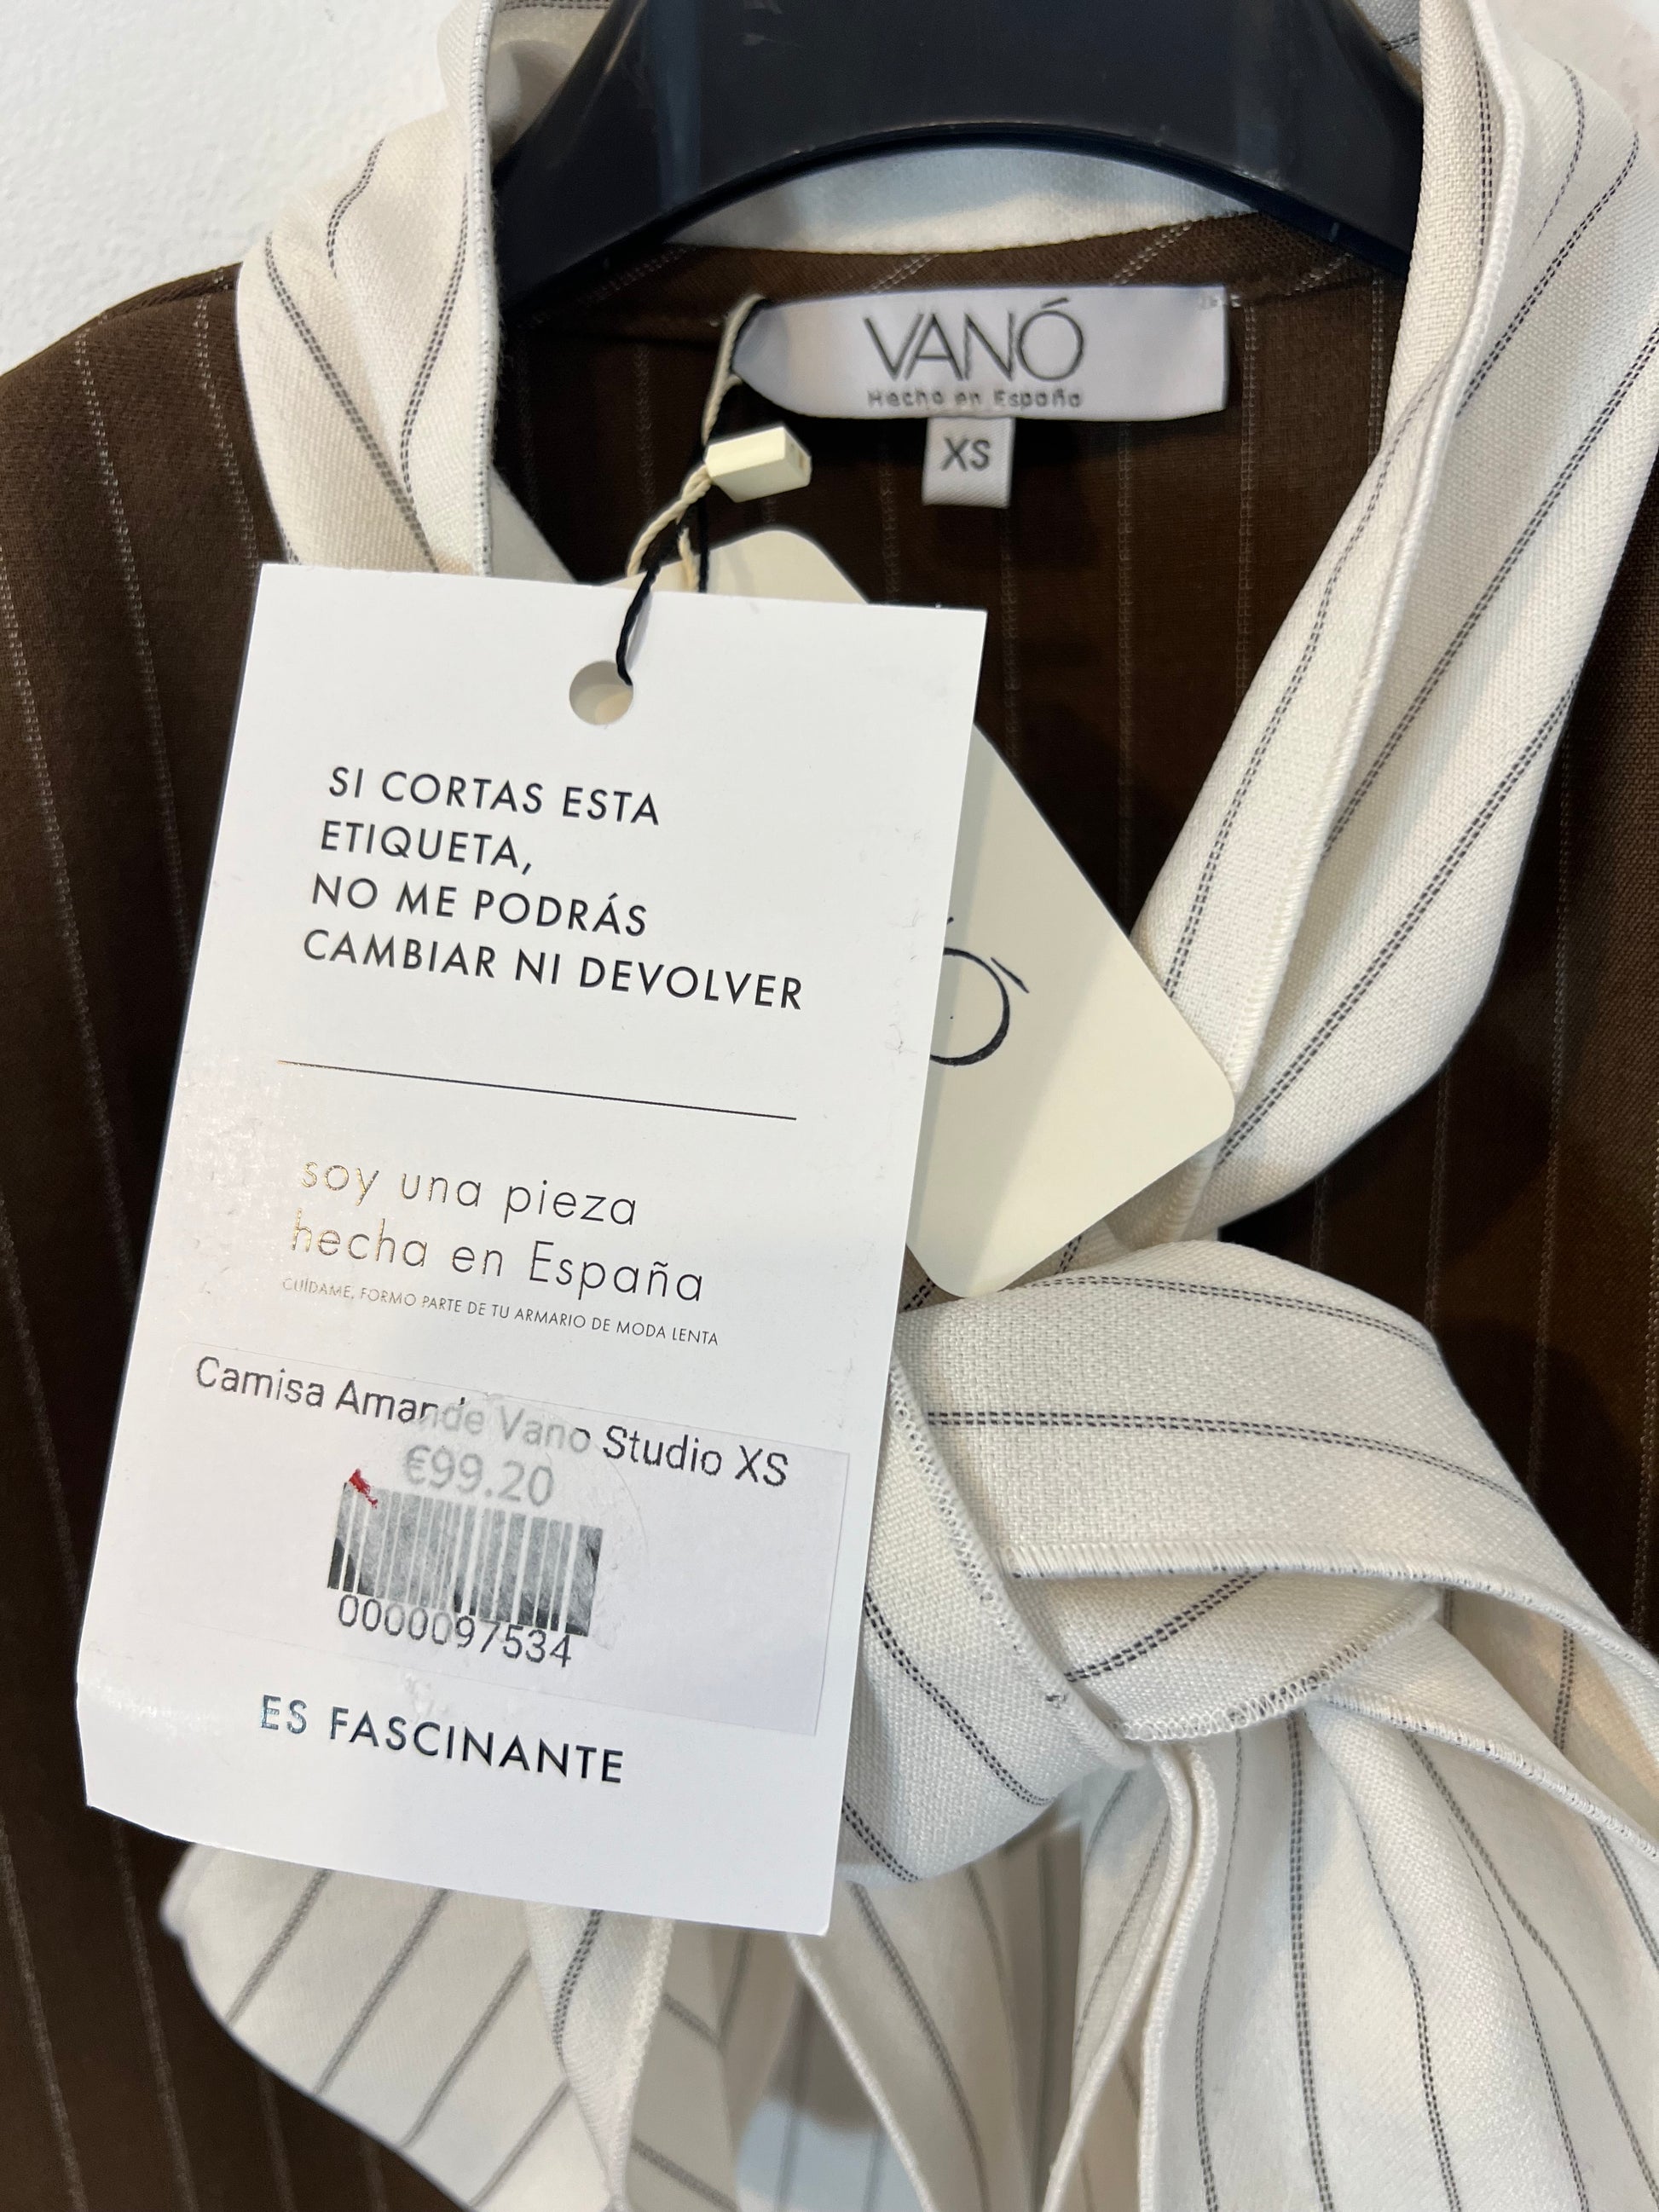 VANÓ
Hecho en España
XS
SI CORTAS ESTA
ETIQUETA,
NO ME PODRÁS
CAMBIAR NI DEVOLVER
soy una pieza
hecha en España
CUÍDAME, FORMO PARTE DE TU ARMARIO DE MODA LENTA
Camisa Amande Vano Studio XS
€99.20
0000097534
ES FASCINANTE